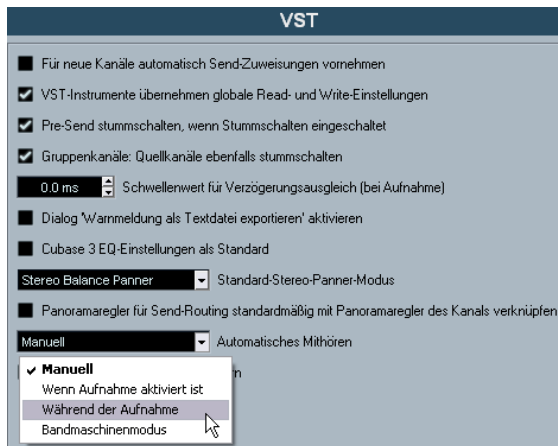 VST
Für neue Kanäle automatisch Send-Zuweisungen vornehmen
VST-Instrumente übernehmen globale Read- und Write-Einstellungen
Pre-Send stummschalten, wenn Stummschalten eingeschaltet
Gruppenkanäle: Quellkanäle ebenfalls stummschalten
0.0 ms Schwellenwert für Verzögerungsausgleich (bei Aufnahme)
Dialog 'Warnmeldung als Textdatei exportieren' aktivieren
Cubase 3 EQ-Einstellungen als Standard
Stereo Balance Panner Standard-Stereo-Panner-Modus
Panoramaregler für Send-Routing standardmäßig mit Panoramaregler des Kanals verknüpfen
Manuell Automatisches Mithören
Manuell
Wenn Aufnahme aktiviert ist
Während der Aufnahme
Bandmaschinenmodus